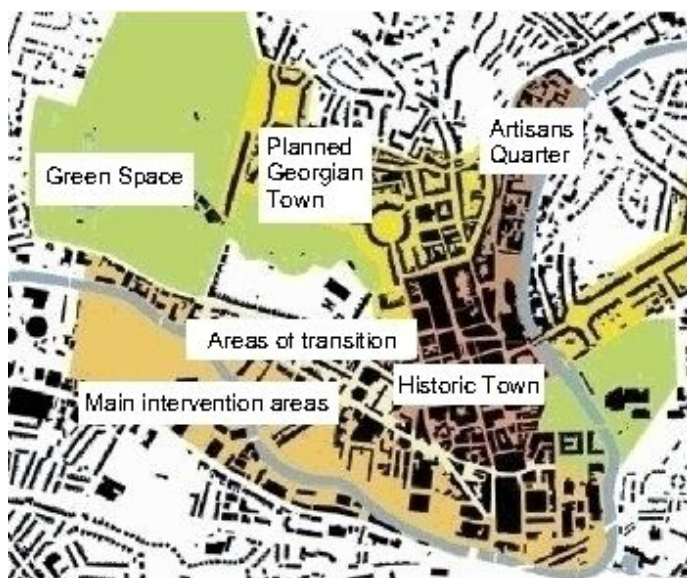 Green Space
Planned
Georgian
Town
Artisans
Quarter
Areas of transition
Historic Town
Main intervention areas